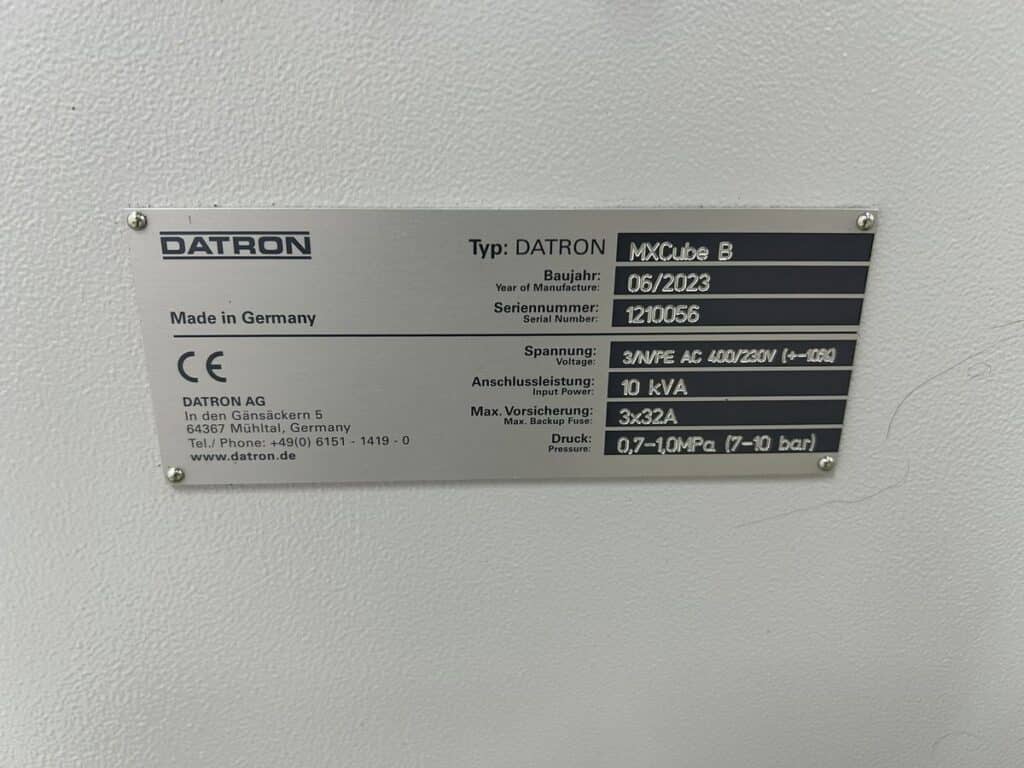 DATRON
Made in Germany
CE
DATRON AG
In den Gänsäckern 5
64367 Mühltal, Germany
Tel./ Phone: +49(0) 6151 - 1419 - 0
www.datron.de
Typ: DATRON MXCube B
Baujahr: 06/2023
Year of Manufacture:
Seriennummer: 1210056
Serial Number:
Spannung: 3/N/PE AC 400/230V (+-10%)
Voltage:
Anschlussleistung: 10 kVA
Input Power:
Max. Vorsicherung: 3x32A
Max. Backup Fuse:
Druck: 0,7-1,0MPa (7-10 bar)
Pressure: